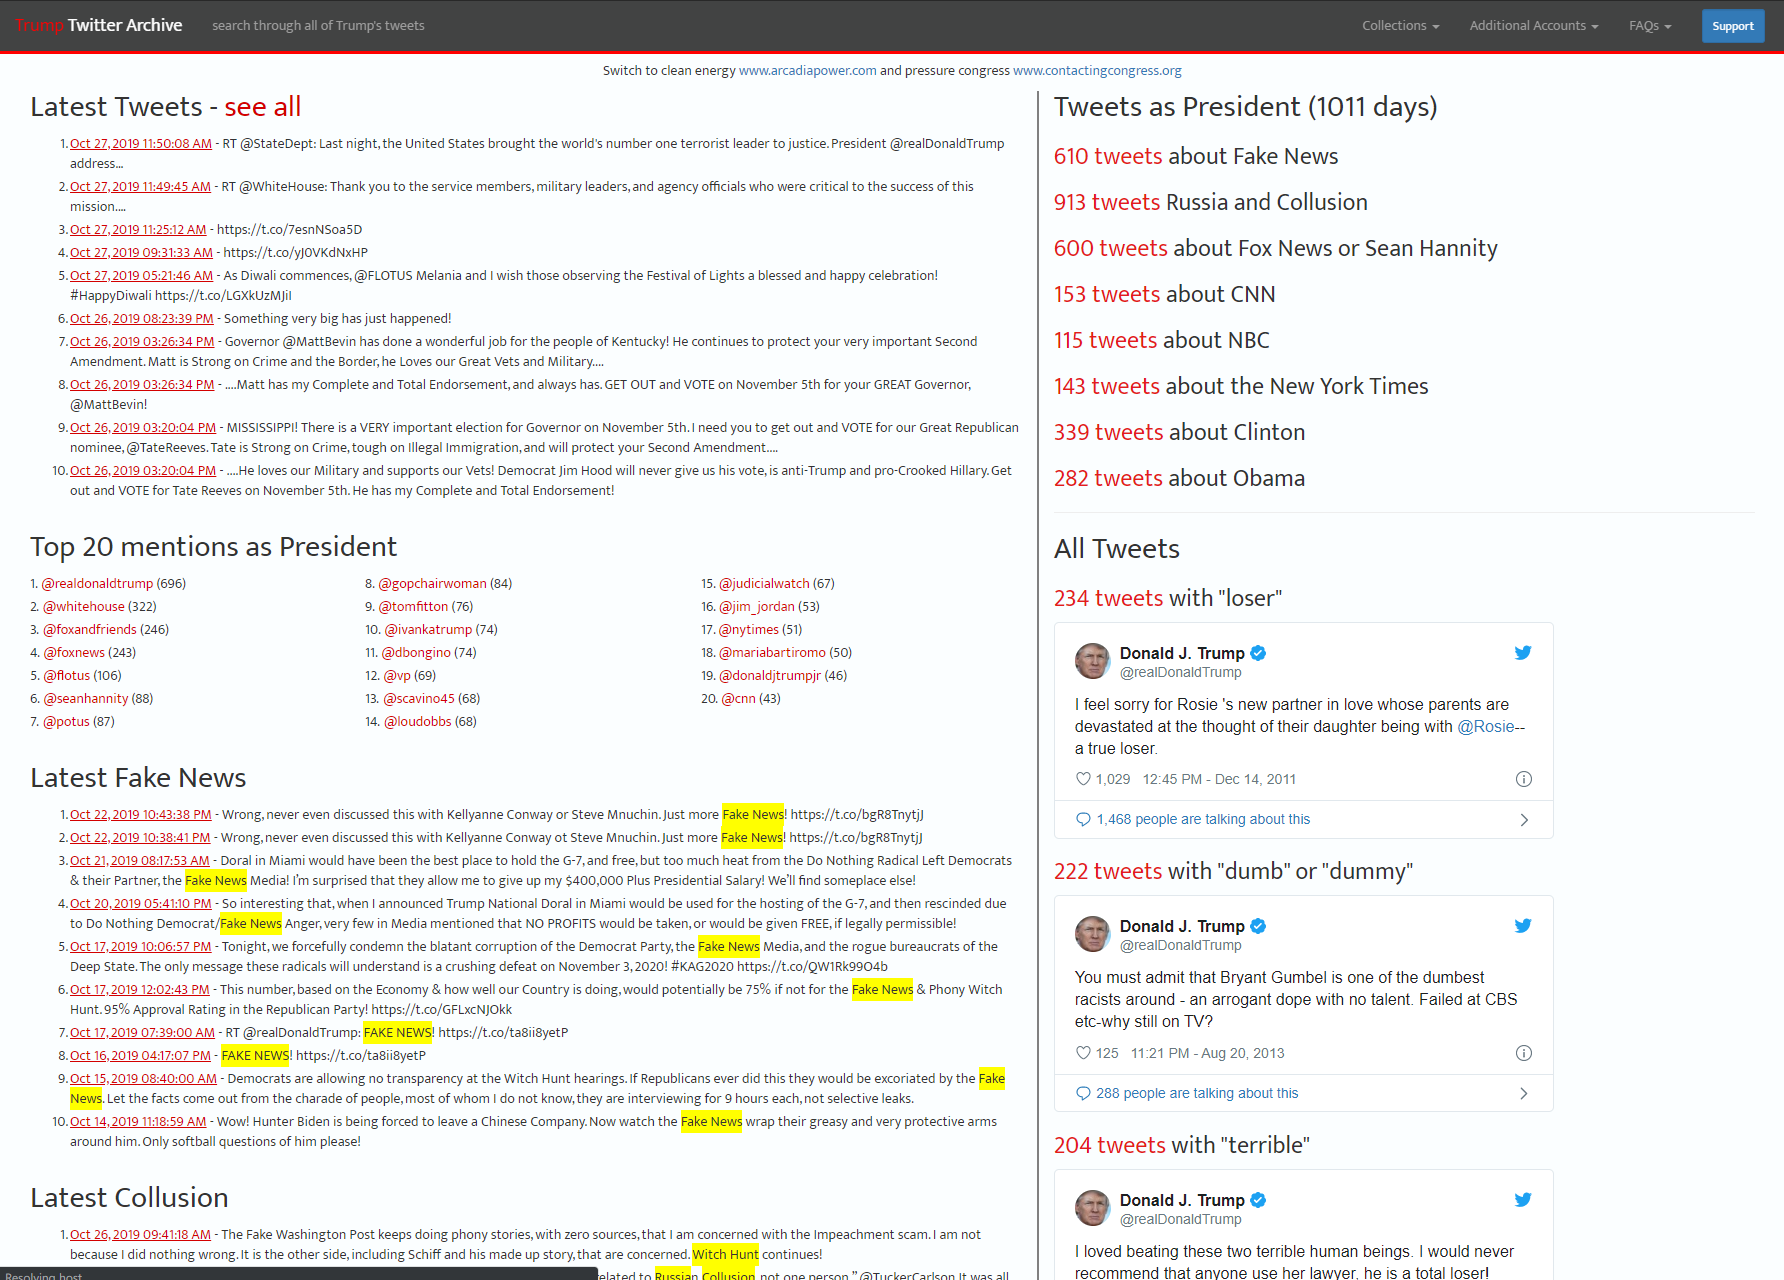 Trump Twitter Archive search through all of Trump's tweets Collections Additional Accounts FAQs Support
Switch to clean energy www.arcadiapower.com and pressure congress www.contactingcongress.org
Latest Tweets - see all
1. Oct 27, 2019 11:50:08 AM - RT @StateDept: Last night, the United States brought the world's number one terrorist leader to justice. President @realDonaldTrump
address…
2. Oct 27, 2019 11:49:45 AM - RT @WhiteHouse: Thank you to the service members, military leaders, and agency officials who were critical to the success of this
mission.…
3. Oct 27, 2019 11:25:12 AM - https://t.co/7esnNSoa5D
4. Oct 27, 2019 09:31:33 AM - https://t.co/yJ0VKdNxHP
5. Oct 27, 2019 05:21:46 AM - As Diwali commences, @FLOTUS Melania and I wish those observing the Festival of Lights a blessed and happy celebration!
#HappyDiwali https://t.co/LGXkUzMJiI
6. Oct 26, 2019 08:23:39 PM - Something very big has just happened!
7. Oct 26, 2019 03:26:34 PM - Governor @MattBevin has done a wonderful job for the people of Kentucky! He continues to protect your very important Second
Amendment. Matt is Strong on Crime and the Border, he Loves our Great Vets and Military....
8. Oct 26, 2019 03:26:34 PM - ....Matt has my Complete and Total Endorsement, and always has. GET OUT and VOTE on November 5th for your GREAT Governor,
@MattBevin!
9. Oct 26, 2019 03:20:04 PM - MISSISSIPPI! There is a VERY important election for Governor on November 5th. I need you to get out and VOTE for our Great Republican
nominee, @TateReeves. Tate is Strong on Crime, tough on Illegal Immigration, and will protect your Second Amendment....
10. Oct 26, 2019 03:20:04 PM - ....He loves our Military and supports our Vets! Democrat Jim Hood will never give us his vote, is anti-Trump and pro-Crooked Hillary. Get
out and VOTE for Tate Reeves on November 5th. He has my Complete and Total Endorsement!
Top 20 mentions as President
1. @realdonaldtrump (696)
2. @whitehouse (322)
3. @foxandfriends (246)
4. @foxnews (243)
5. @flotus (106)
6. @seanhannity (88)
7. @potus (87)
8. @gopchairwoman (84)
9. @tomfitton (76)
10. @ivankatrump (74)
11. @dbongino (74)
12. @vp (69)
13. @scavino45 (68)
14. @loudobbs (68)
15. @judicialwatch (67)
16. @jim_jordan (53)
17. @nytimes (51)
18. @mariabartiromo (50)
19. @donaldjtrumpjr (46)
20. @cnn (43)
Latest Fake News
1. Oct 22, 2019 10:43:38 PM - Wrong, never even discussed this with Kellyanne Conway or Steve Mnuchin. Just more Fake News! https://t.co/bgR8TnytjJ
2. Oct 22, 2019 10:38:41 PM - Wrong, never even discussed this with Kellyanne Conway ot Steve Mnuchin. Just more Fake News! https://t.co/bgR8TnytjJ
3. Oct 21, 2019 08:17:53 AM - Doral in Miami would have been the best place to hold the G-7, and free, but too much heat from the Do Nothing Radical Left Democrats
& their Partner, the Fake News Media! I'm surprised that they allow me to give up my $400,000 Plus Presidential Salary! We'll find someplace else!
4. Oct 20, 2019 05:41:10 PM - So interesting that, when I announced Trump National Doral in Miami would be used for the hosting of the G-7, and then rescinded due
to Do Nothing Democrat/Fake News Anger, very few in Media mentioned that NO PROFITS would be taken, or would be given FREE, if legally permissible!
5. Oct 17, 2019 10:06:57 PM - Tonight, we forcefully condemn the blatant corruption of the Democrat Party, the Fake News Media, and the rogue bureaucrats of the
Deep State. The only message these radicals will understand is a crushing defeat on November 3, 2020! #KAG2020 https://t.co/QW1Rk99O4b
6. Oct 17, 2019 12:02:43 PM - This number, based on the Economy & how well our Country is doing, would potentially be 75% if not for the Fake News & Phony Witch
Hunt. 95% Approval Rating in the Republican Party! https://t.co/GFLxcNJOkk
7. Oct 17, 2019 07:39:00 AM - RT @realDonaldTrump: FAKE NEWS! https://t.co/ta8ii8yetP
8. Oct 16, 2019 04:17:07 PM - FAKE NEWS! https://t.co/ta8ii8yetP
9. Oct 15, 2019 08:40:00 AM - Democrats are allowing no transparency at the Witch Hunt hearings. If Republicans ever did this they would be excoriated by the Fake
News. Let the facts come out from the charade of people, most of whom I do not know, they are interviewing for 9 hours each, not selective leaks.
10. Oct 14, 2019 11:18:59 AM - Wow! Hunter Biden is being forced to leave a Chinese Company. Now watch the Fake News wrap their greasy and very protective arms
around him. Only softball questions of him please!
Latest Collusion
1. Oct 26, 2019 09:41:18 AM - The Fake Washington Post keeps doing phony stories, with zero sources, that I am concerned with the Impeachment scam. I am not
because I did nothing wrong. It is the other side, including Schiff and his made up story, that are concerned. Witch Hunt continues!
related to Russian Collusion, not one person." @TuckerCarlson It was all
Resolving host
Tweets as President (1011 days)
610 tweets about Fake News
913 tweets Russia and Collusion
600 tweets about Fox News or Sean Hannity
153 tweets about CNN
115 tweets about NBC
143 tweets about the New York Times
339 tweets about Clinton
282 tweets about Obama
All Tweets
234 tweets with "loser"
Donald J. Trump
@realDonaldTrump
I feel sorry for Rosie 's new partner in love whose parents are
devastated at the thought of their daughter being with @Rosie--
a true loser.
1,029 12:45 PM - Dec 14, 2011
1,468 people are talking about this
222 tweets with "dumb" or "dummy"
Donald J. Trump
@realDonaldTrump
You must admit that Bryant Gumbel is one of the dumbest
racists around - an arrogant dope with no talent. Failed at CBS
etc-why still on TV?
125 11:21 PM - Aug 20, 2013
288 people are talking about this
204 tweets with "terrible"
Donald J. Trump
@realDonaldTrump
I loved beating these two terrible human beings. I would never
recommend that anyone use her lawyer, he is a total loser!